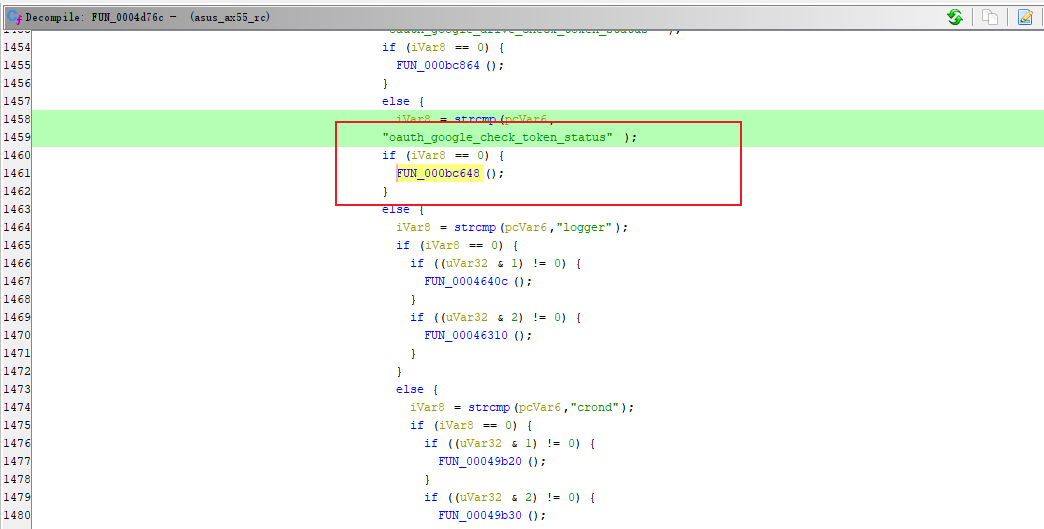 Decompile: FUN_0004d76c - (asus_ax55_rc)
1454 if (iVar8 == 0) {
1455 FUN_000bc864 ();
1456 }
1457 else {
1458 iVar8 = strcmp(pcVar6,
1459 "oauth_google_check_token_status" );
1460 if (iVar8 == 0) {
1461 FUN_000bc648 ();
1462 }
1463 else {
1464 iVar8 = strcmp(pcVar6,"logger");
1465 if (iVar8 == 0) {
1466 if ((uVar32 & 1) != 0) {
1467 FUN_0004640c ();
1468 }
1469 if ((uVar32 & 2) != 0) {
1470 FUN_00046310 ();
1471 }
1472 }
1473 else {
1474 iVar8 = strcmp(pcVar6,"crond");
1475 if (iVar8 == 0) {
1476 if ((uVar32 & 1) != 0) {
1477 FUN_00049b20 ();
1478 }
1479 if ((uVar32 & 2) != 0) {
1480 FUN_00049b30 ();